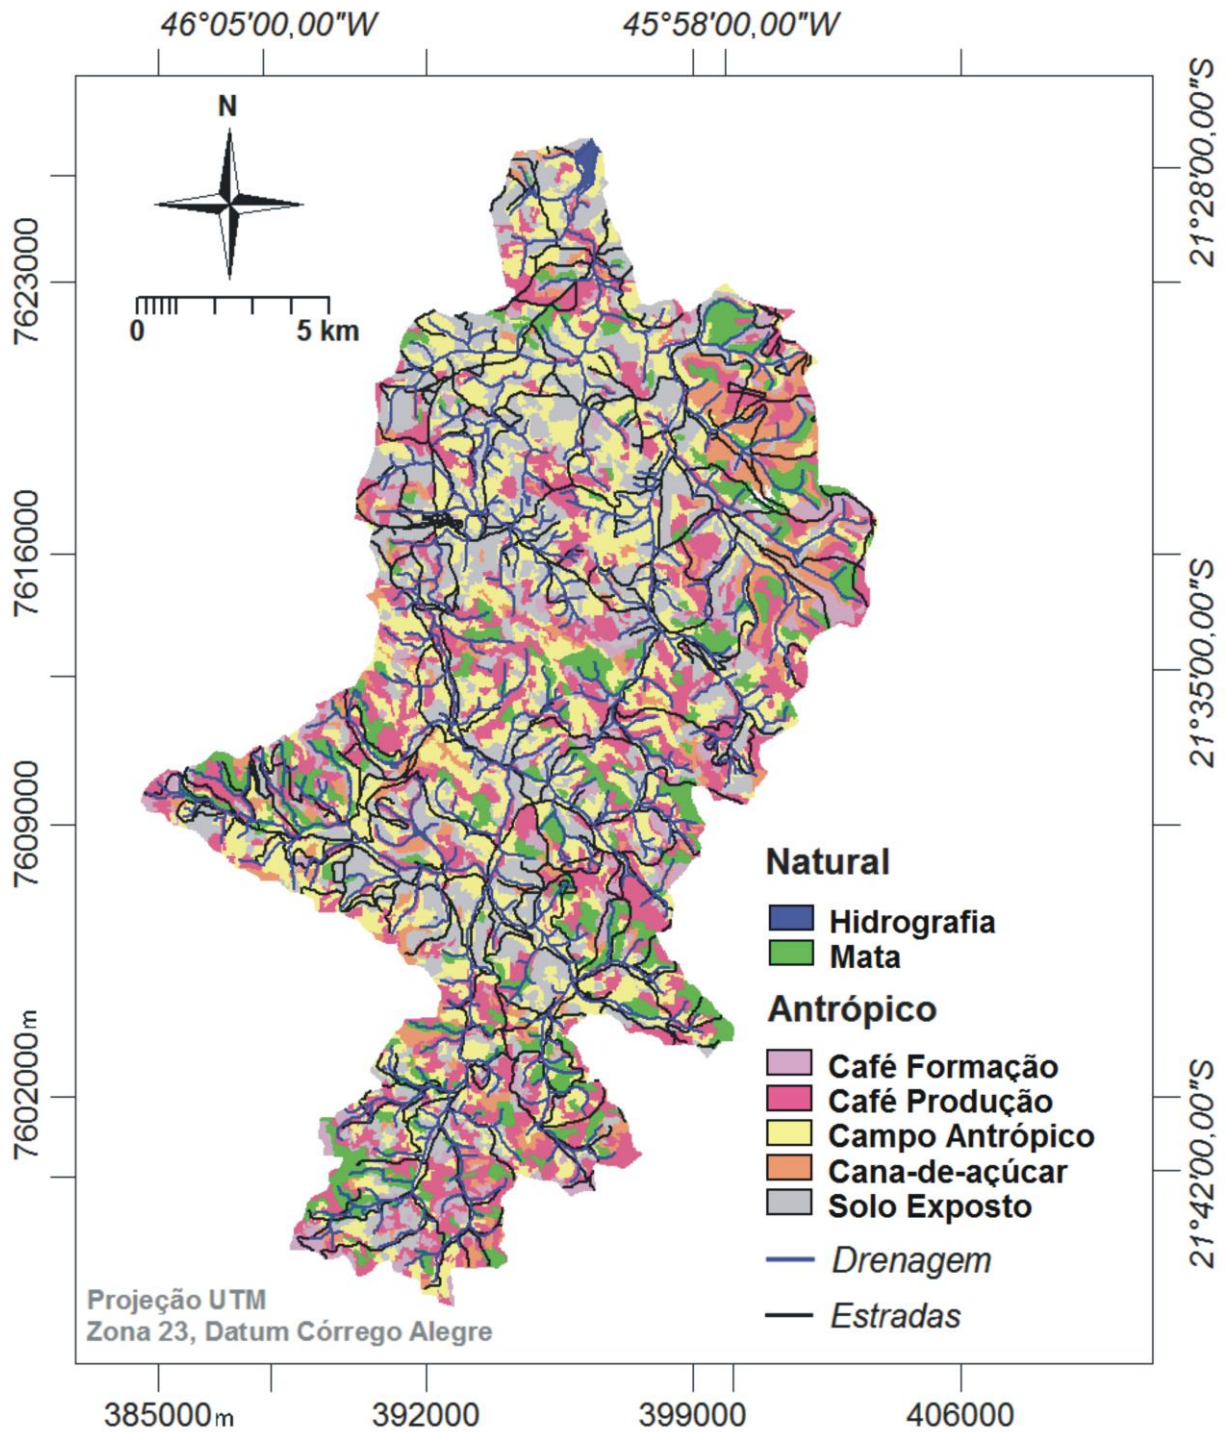 46°05'00,00"W
45°58'00,00"W
N
0 5 km
7623000
7616000
7609000
7602000m
21°28'00,00"S
21°35'00,00"S
21°42'00,00"S
Natural
Hidrografia
Mata
Antrópico
Café Formação
Café Produção
Campo Antrópico
Cana-de-açúcar
Solo Exposto
Drenagem
Estradas
Projeção UTM
Zona 23, Datum Córrego Alegre
385000m
392000
399000
406000